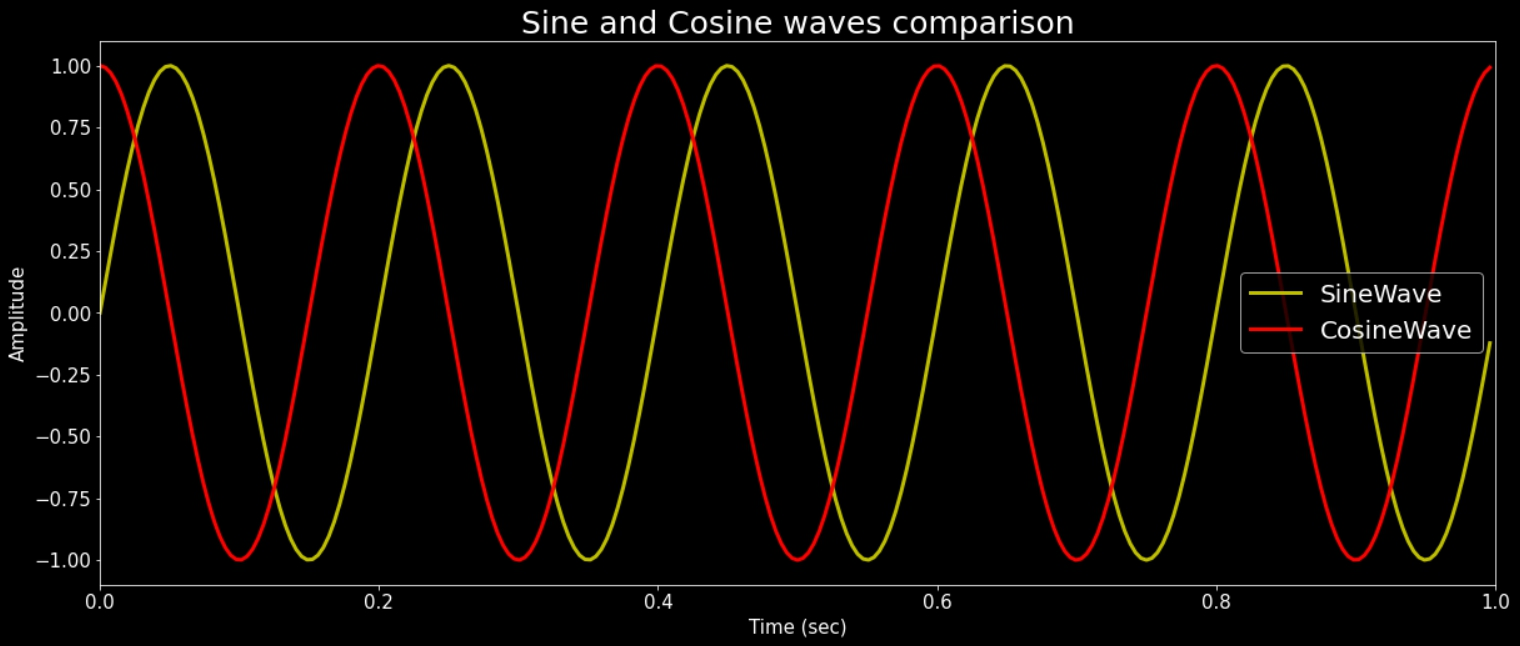 Sine and Cosine waves comparison
1.00
0.75
0.50
0.25
0.00
−0.25
−0.50
−0.75
−1.00
Amplitude
SineWave
CosineWave
0.0 0.2 0.4 0.6 0.8 1.0
Time (sec)